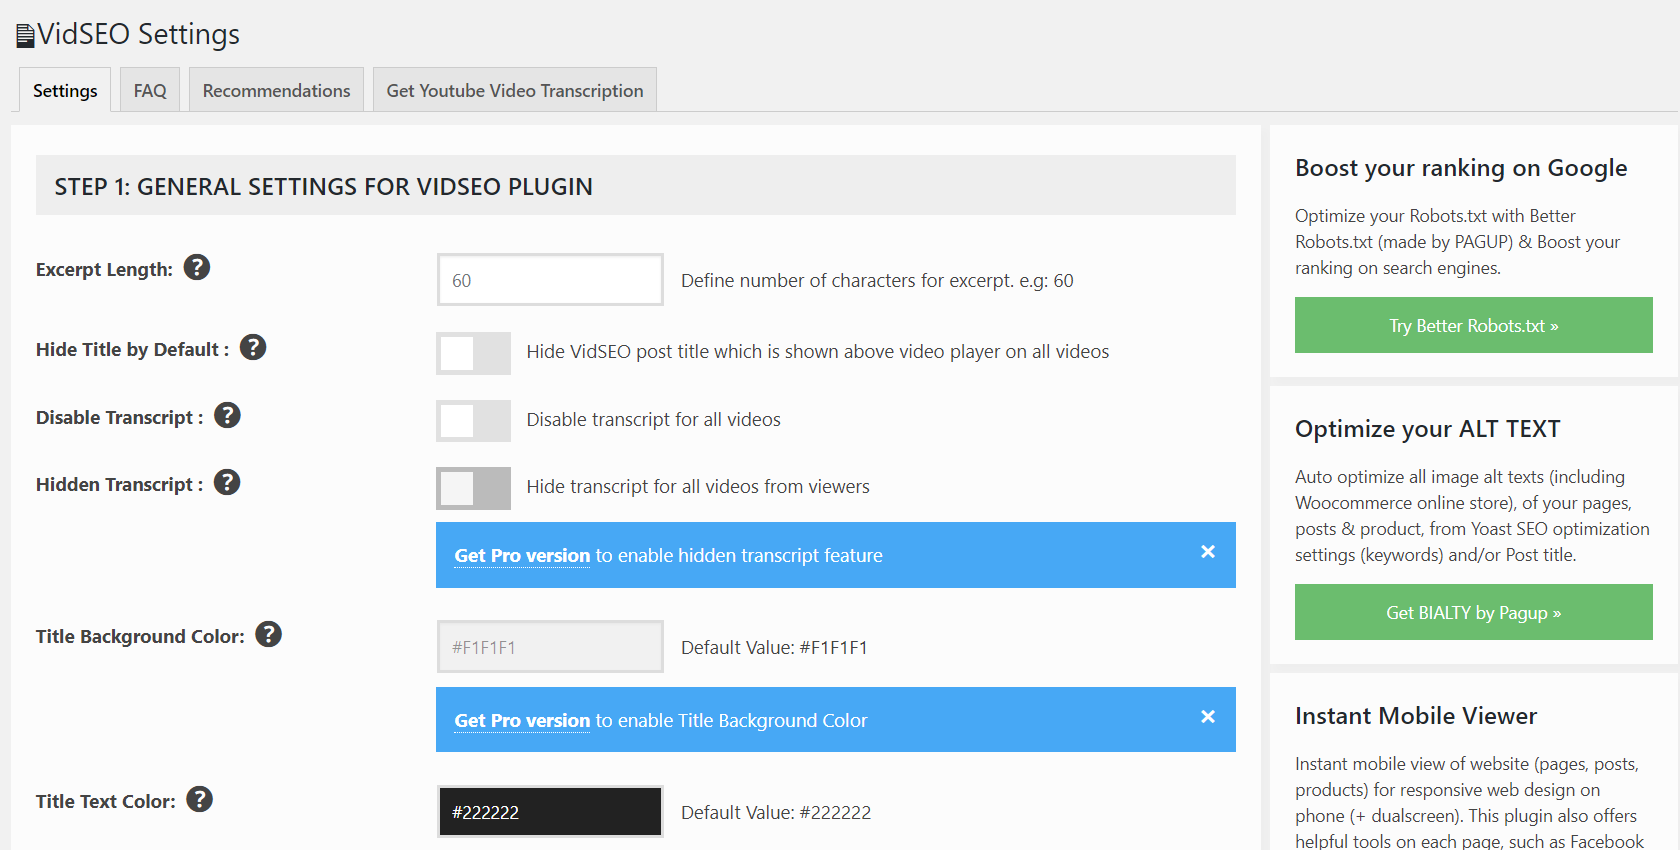 VidSEO Settings
Settings
FAQ
Recommendations
Get Youtube Video Transcription
STEP 1: GENERAL SETTINGS FOR VIDSEO PLUGIN
Excerpt Length: ?
60
Define number of characters for excerpt. e.g: 60
Hide Title by Default : ?
Hide VidSEO post title which is shown above video player on all videos
Disable Transcript : ?
Disable transcript for all videos
Hidden Transcript : ?
Hide transcript for all videos from viewers
Get Pro version to enable hidden transcript feature ×
Title Background Color: ?
#F1F1F1
Default Value: #F1F1F1
Get Pro version to enable Title Background Color ×
Title Text Color: ?
#222222
Default Value: #222222
Boost your ranking on Google
Optimize your Robots.txt with Better
Robots.txt (made by PAGUP) & Boost your
ranking on search engines.
Try Better Robots.txt »
Optimize your ALT TEXT
Auto optimize all image alt texts (including
Woocommerce online store), of your pages,
posts & product, from Yoast SEO optimization
settings (keywords) and/or Post title.
Get BIALTY by Pagup »
Instant Mobile Viewer
Instant mobile view of website (pages, posts,
products) for responsive web design on
phone (+ dualscreen). This plugin also offers
helpful tools on each page, such as Facebook